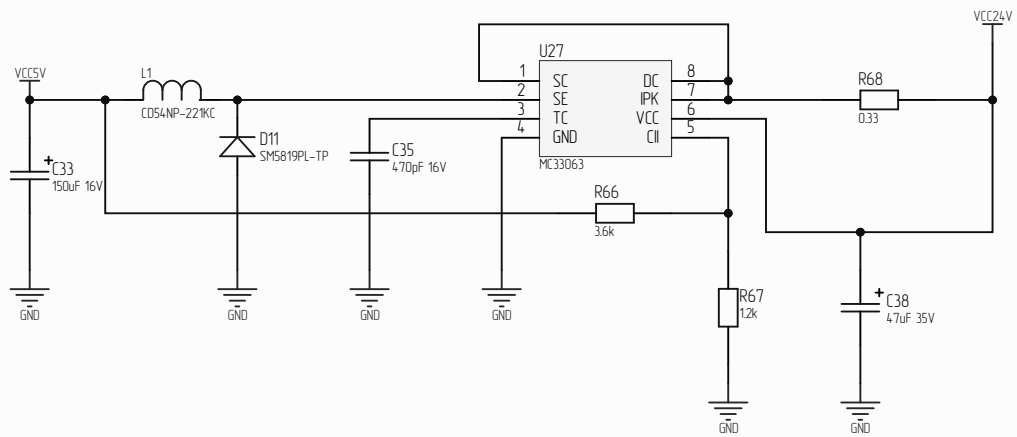 VCC24V
VCC5V
L1
CD54NP-221KC
U27
1
2
3
4
SC
SE
TC
GND
DC
IPK
VCC
CII
8
7
6
5
MC33063
R68
0.33
D11
SM5819PL-TP
C35
470pF 16V
C33
150uF 16V
R66
3.6k
R67
1.2k
C38
47uF 35V
GND
GND
GND
GND
GND
GND